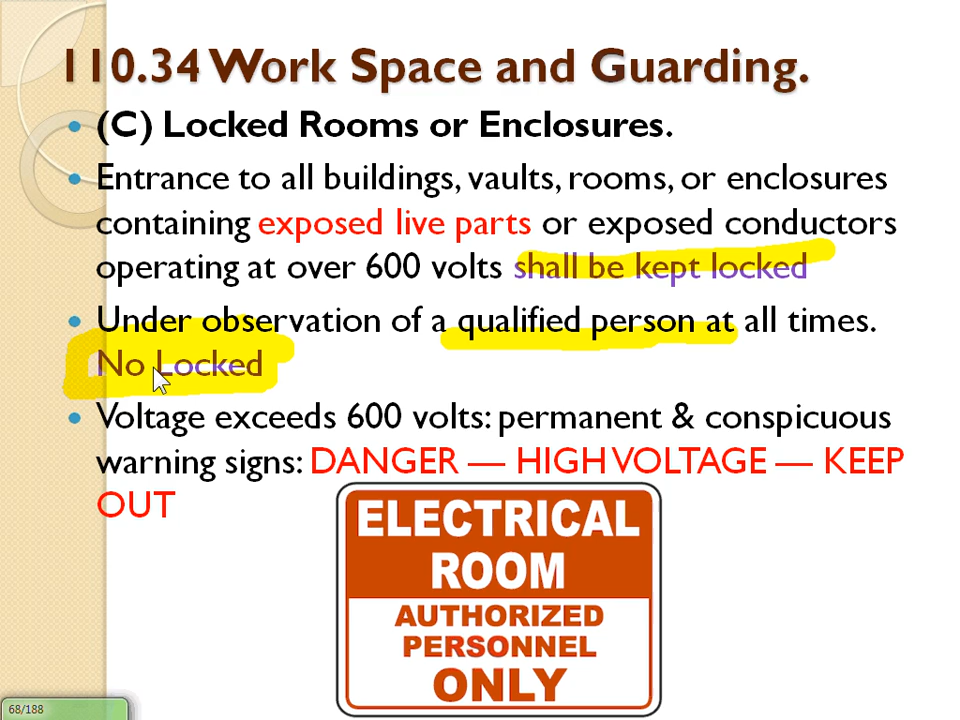 110.34 Work Space and Guarding.
(C) Locked Rooms or Enclosures.
Entrance to all buildings, vaults, rooms, or enclosures
containing exposed live parts or exposed conductors
operating at over 600 volts shall be kept locked
Under observation of a qualified person at all times.
No Locked
Voltage exceeds 600 volts: permanent & conspicuous
warning signs: DANGER — HIGH VOLTAGE — KEEP
OUT
ELECTRICAL
ROOM
AUTHORIZED
PERSONNEL
ONLY
68/188